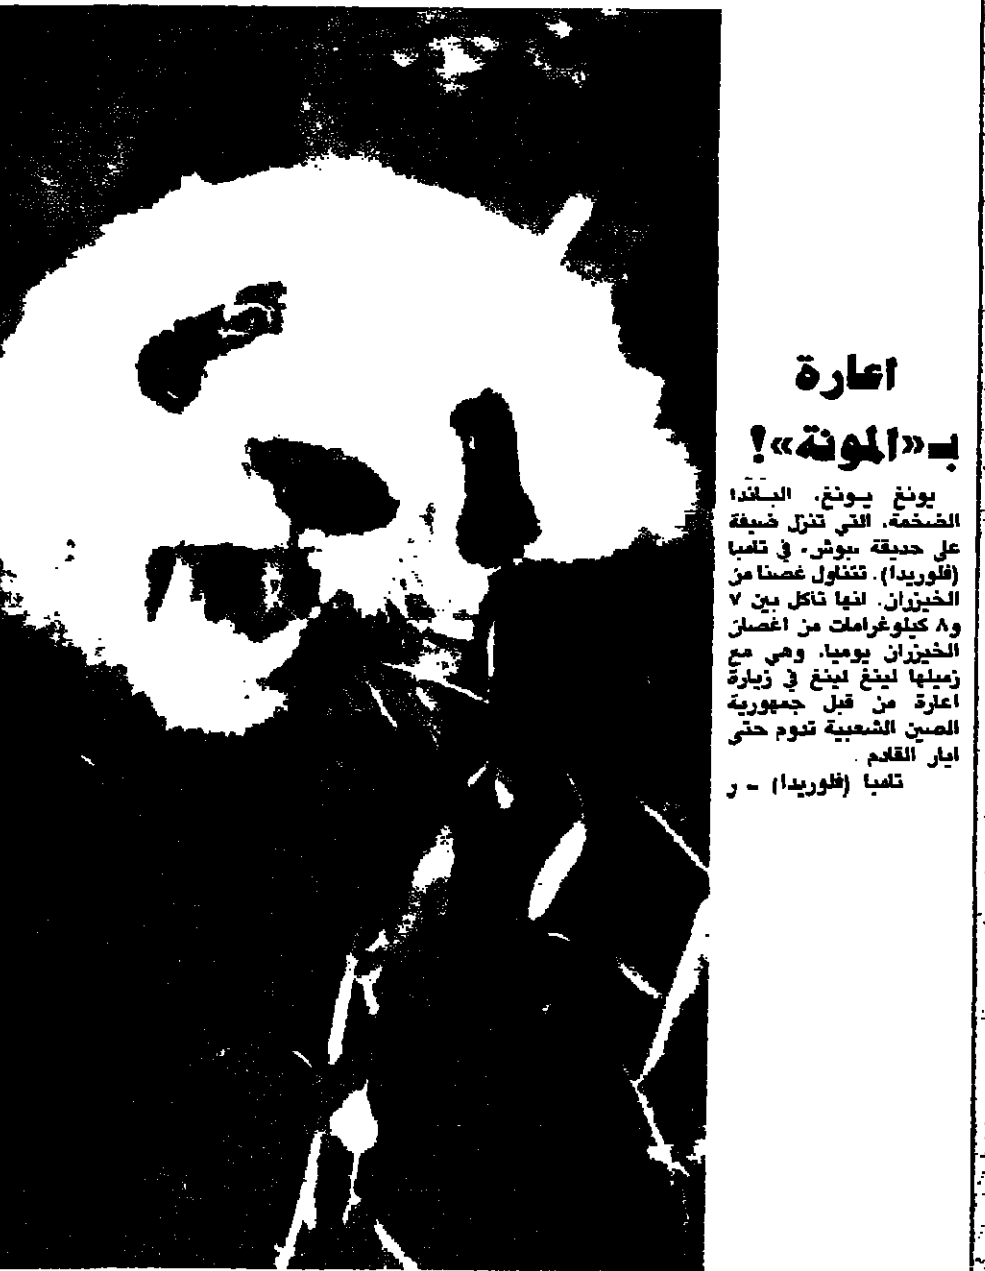 اعارة
بـ«المونة»!
يونغ يـونغ، البـاندا
الضخمة، التي تنزل ضيفة
على حديقة بوش، في تامبا
(فلوريدا)، تتناول غصنا من
الخيزران. انها تأكل بين ٧
و٨ كيلوغرامات من اغصان
الخيزران يوميا، وهي مع
زميلها لينغ لينغ في زيارة
اعارة من قبل جمهورية
الصين الشعبية تدوم حتى
ايار القادم.
تامبا (فلوريدا) - ر